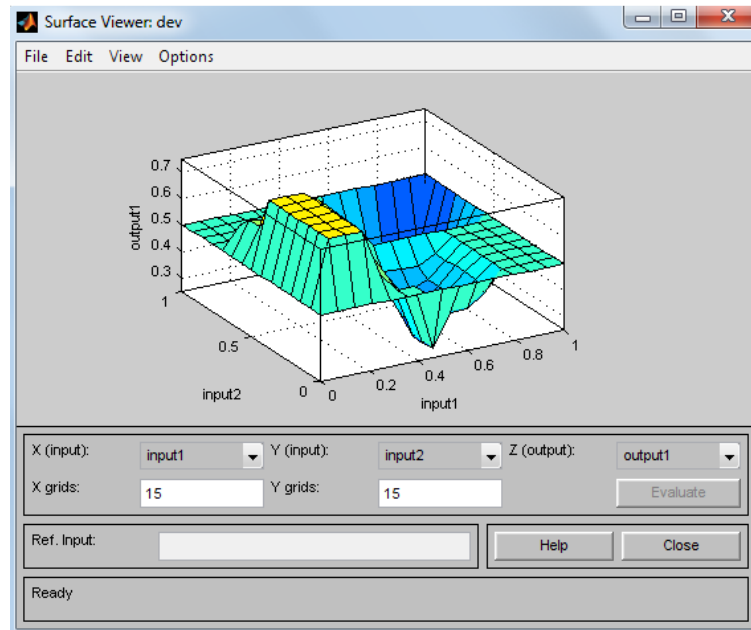 Surface Viewer: dev
File Edit View Options
0.7
0.6
0.5
0.4
0.3
output1
1
0.5
0
input2
0
0.2
0.4
0.6
0.8
1
input1
X (input): input1 Y (input): input2 Z (output): output1
X grids: 15 Y grids: 15 Evaluate
Ref. Input: Help Close
Ready